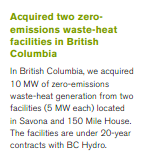 Acquired two zero-
emissions waste-heat
facilities in British
Columbia
In British Columbia, we acquired
10 MW of zero-emissions
waste-heat generation from two
facilities (5 MW each) located
in Savona and 150 Mile House.
The facilities are under 20-year
contracts with BC Hydro.